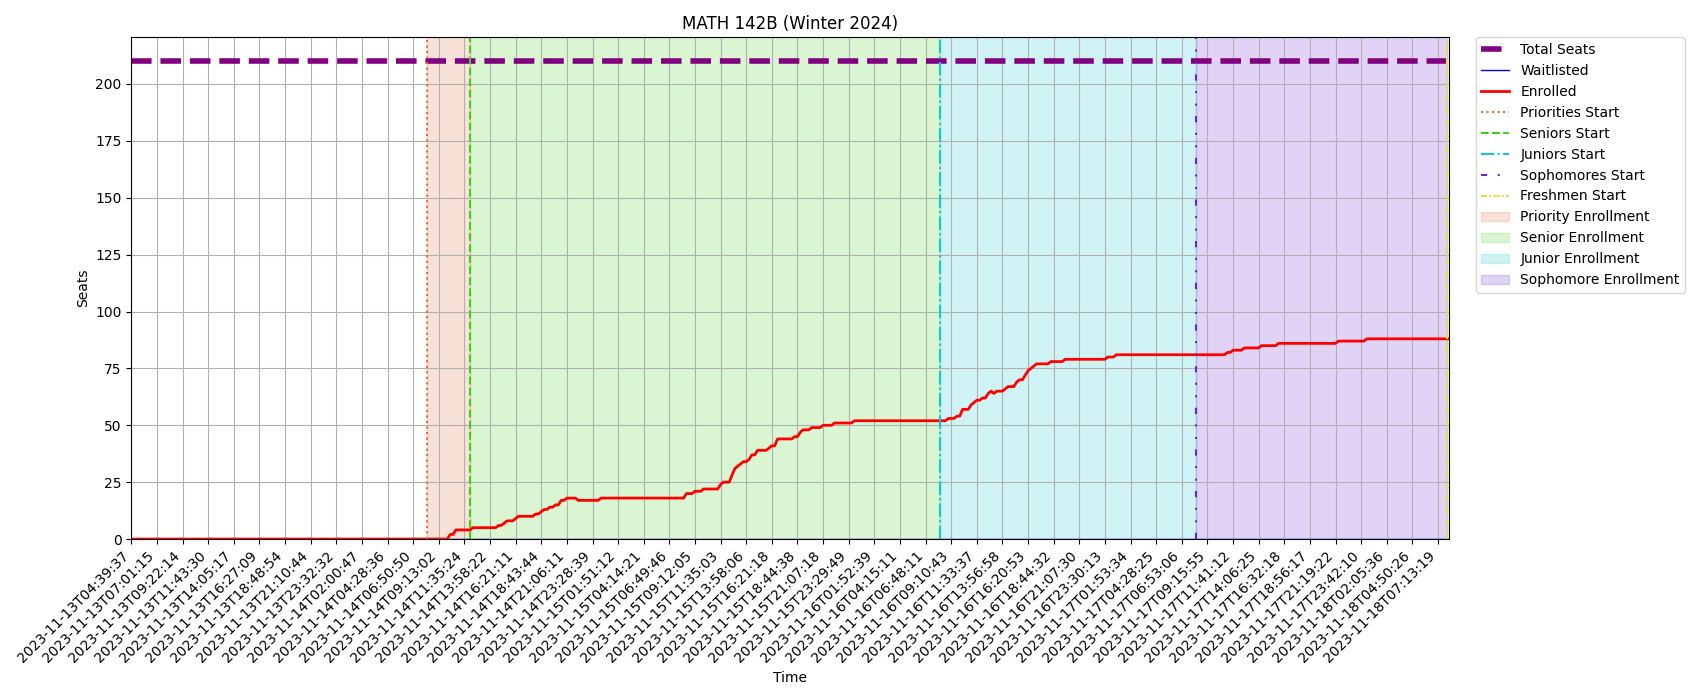 MATH 142B (Winter 2024)
200
175
150
125
100
75
50
25
0
Seats
2023-11-13T04:39:37
2023-11-13T07:01:15
2023-11-13T09:22:14
2023-11-13T11:43:30
2023-11-13T14:05:17
2023-11-13T16:27:09
2023-11-13T18:48:54
2023-11-13T21:10:44
2023-11-13T23:32:32
2023-11-14T02:00:47
2023-11-14T04:28:36
2023-11-14T06:50:50
2023-11-14T09:13:02
2023-11-14T11:35:24
2023-11-14T13:58:22
2023-11-14T16:21:11
2023-11-14T18:43:44
2023-11-14T21:06:11
2023-11-14T23:28:39
2023-11-15T01:51:12
2023-11-15T04:14:21
2023-11-15T06:49:46
2023-11-15T09:12:05
2023-11-15T11:35:03
2023-11-15T13:58:06
2023-11-15T16:21:18
2023-11-15T18:44:38
2023-11-15T21:07:18
2023-11-15T23:29:49
2023-11-16T01:52:39
2023-11-16T04:15:11
2023-11-16T06:48:11
2023-11-16T09:10:43
2023-11-16T11:33:37
2023-11-16T13:56:58
2023-11-16T16:20:53
2023-11-16T18:44:32
2023-11-16T21:07:30
2023-11-16T23:30:13
2023-11-17T01:53:34
2023-11-17T04:28:25
2023-11-17T06:53:06
2023-11-17T09:15:55
2023-11-17T11:41:12
2023-11-17T14:06:25
2023-11-17T16:32:18
2023-11-17T18:56:17
2023-11-17T21:19:22
2023-11-17T23:42:10
2023-11-18T02:05:36
2023-11-18T04:50:26
2023-11-18T07:13:19
Time
Total Seats
Waitlisted
Enrolled
Priorities Start
Seniors Start
Juniors Start
Sophomores Start
Freshmen Start
Priority Enrollment
Senior Enrollment
Junior Enrollment
Sophomore Enrollment